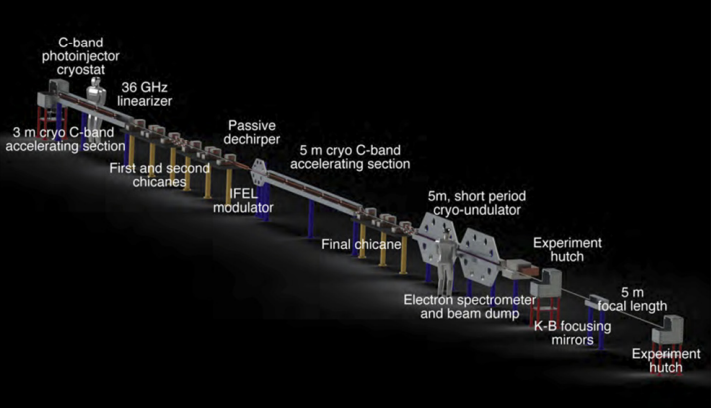 C-band
photoinjector
cryostat
36 GHz
linearizer
3 m cryo C-band
accelerating section
First and second
chicanes
Passive
dechirper
IFEL
modulator
5 m cryo C-band
accelerating section
Final chicane
5m, short period
cryo-undulator
Electron spectrometer
and beam dump
Experiment
hutch
K-B focusing
mirrors
5 m
focal length
Experiment
hutch